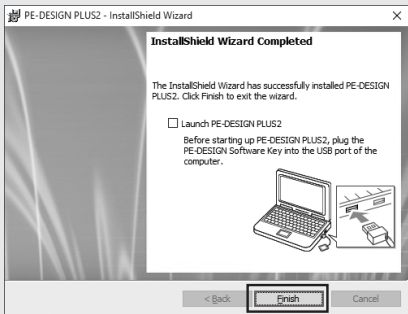 PE-DESIGN PLUS2 - InstallShield Wizard
InstallShield Wizard Completed
The InstallShield Wizard has successfully installed PE-DESIGN
PLUS2. Click Finish to exit the wizard.
Launch PE-DESIGN PLUS2
Before starting up PE-DESIGN PLUS2, plug the
PE-DESIGN Software Key into the USB port of the
computer.
< Back
Finish
Cancel